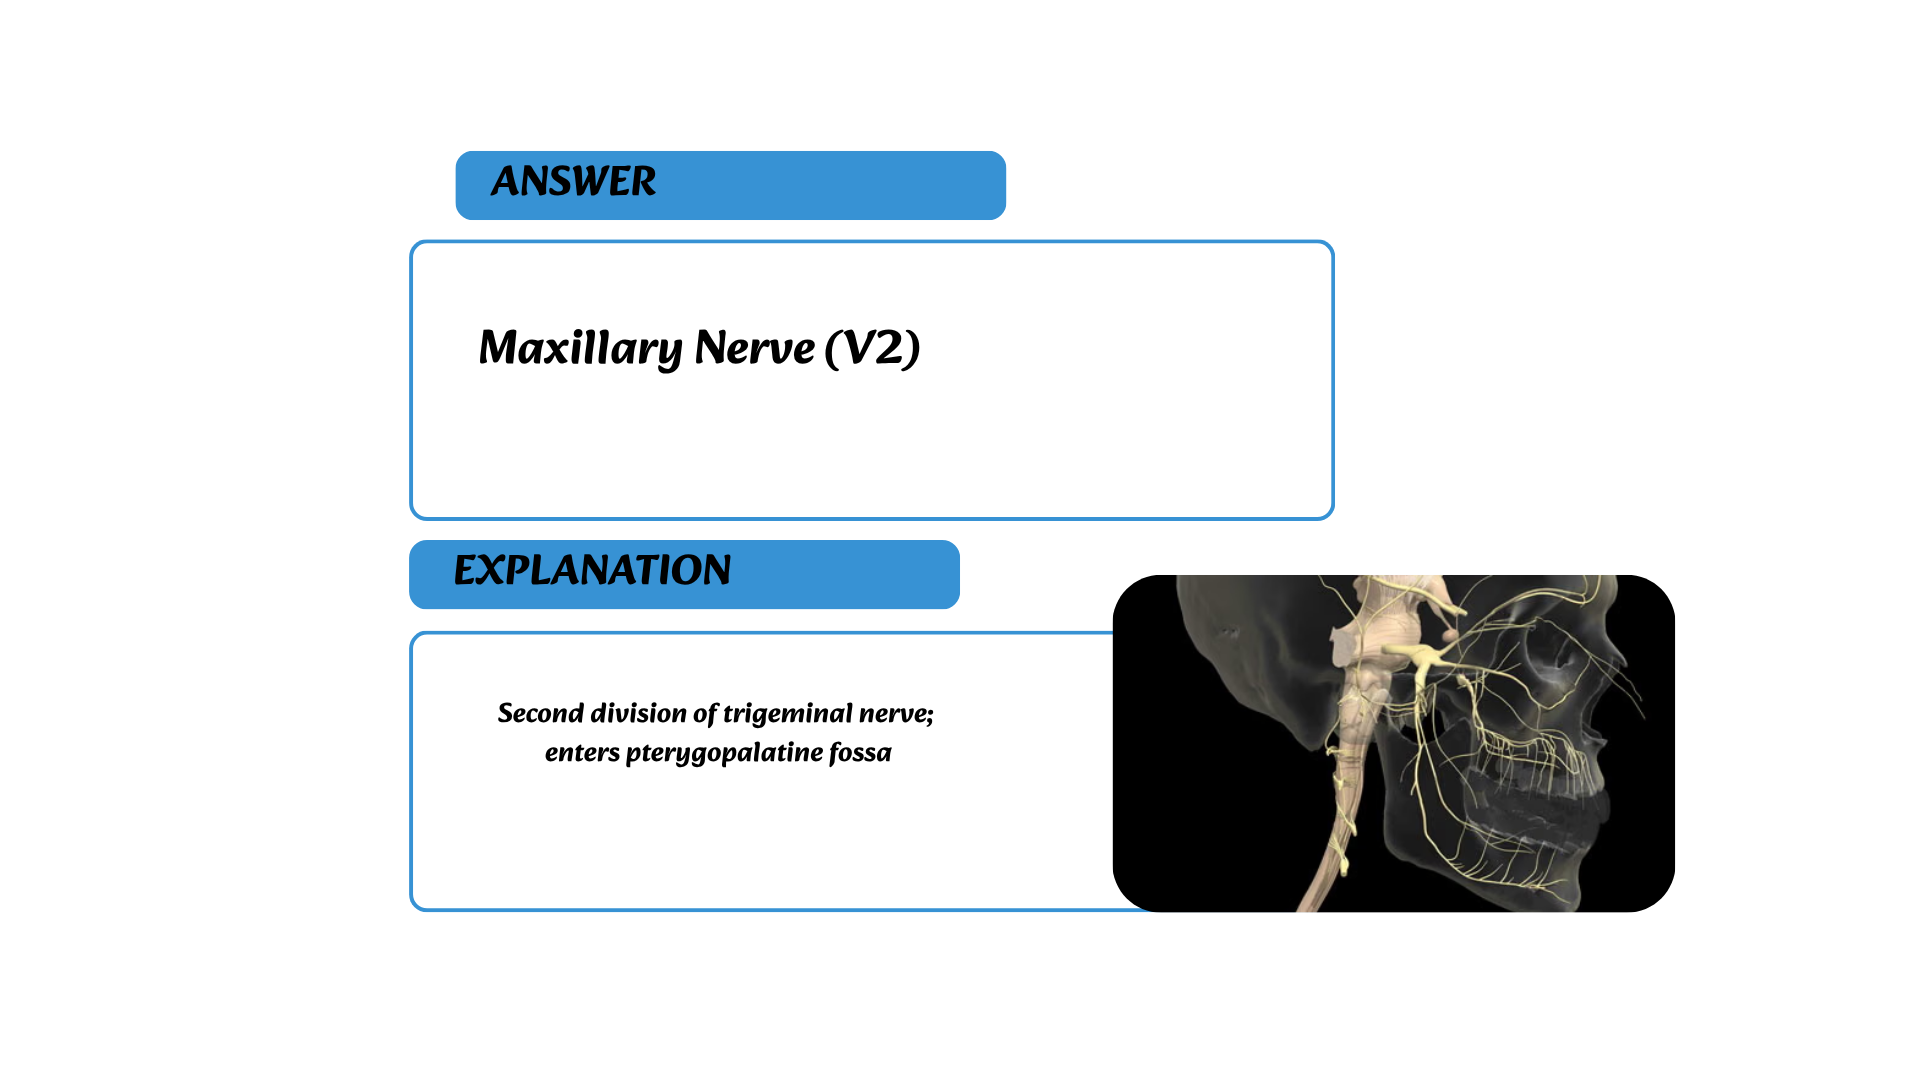 ANSWER
Maxillary Nerve (V2)
EXPLANATION
Second division of trigeminal nerve;
enters pterygopalatine fossa